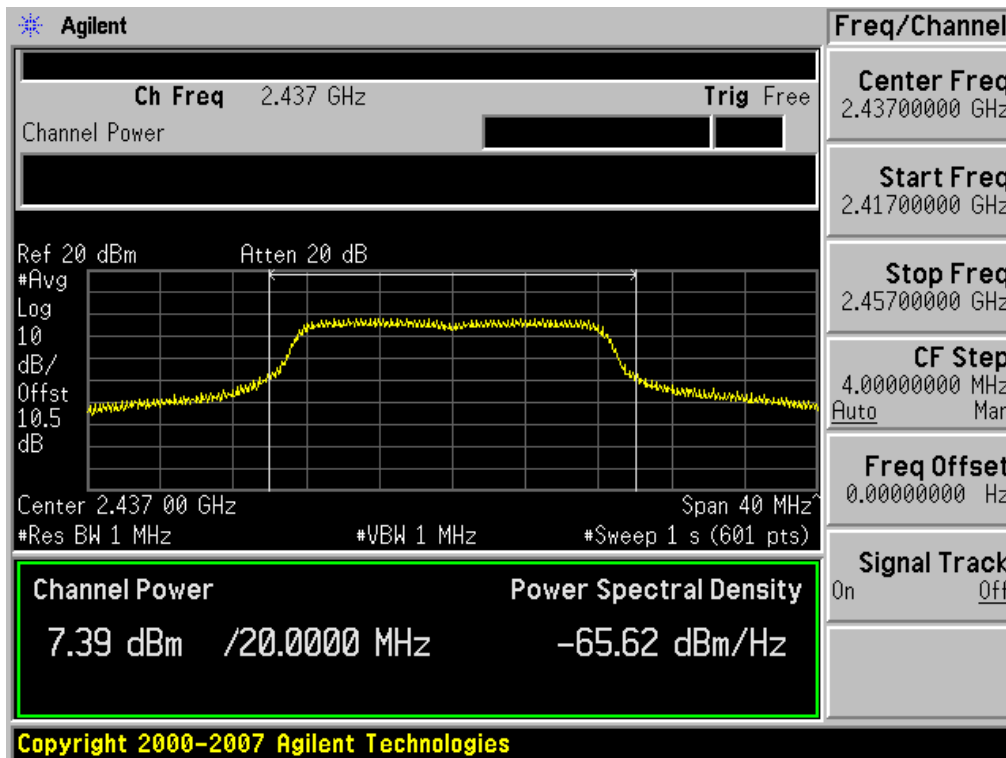 Agilent
Freq/Channel
Ch Freq 2.437 GHz Trig Free
Channel Power
Center Freq
2.43700000 GHz
Start Freq
2.41700000 GHz
Stop Freq
2.45700000 GHz
CF Step
4.00000000 MHz
Auto Man
Freq Offset
0.00000000 Hz
Signal Track
On Off
Ref 20 dBm Atten 20 dB
#Avg
Log
10
dB/
Offst
10.5
dB
Center 2.437 00 GHz Span 40 MHz^
#Res BW 1 MHz #VBW 1 MHz #Sweep 1 s (601 pts)
Channel Power Power Spectral Density
7.39 dBm /20.0000 MHz -65.62 dBm/Hz
Copyright 2000-2007 Agilent Technologies